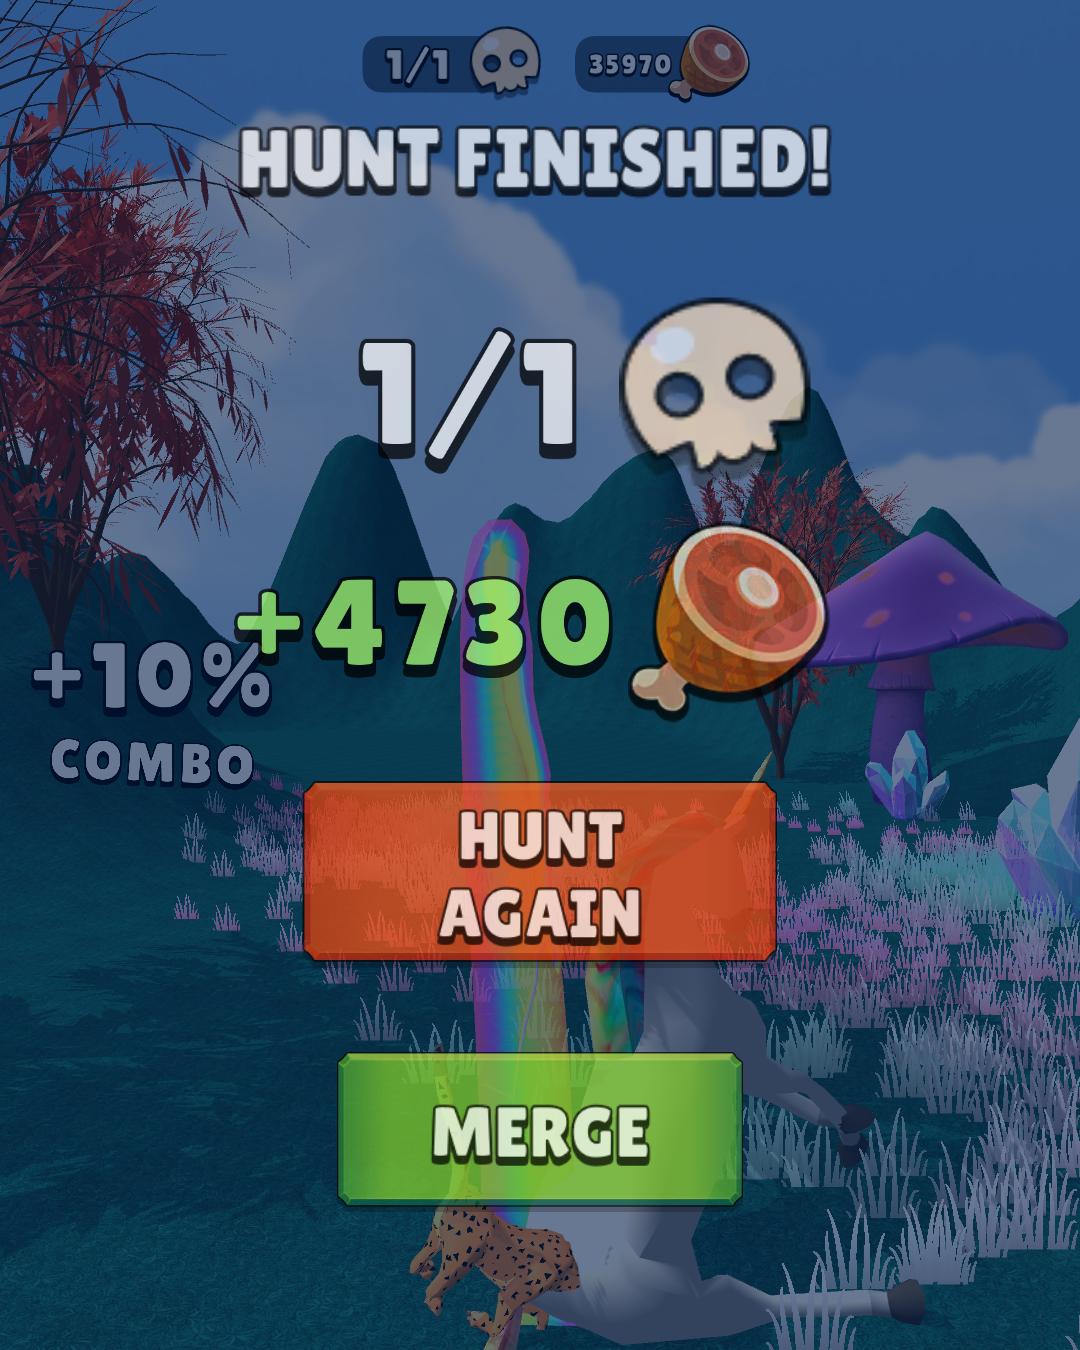 1/1
35970
HUNT FINISHED!
1/1
+4730
+10%
COMBO
HUNT
AGAIN
MERGE